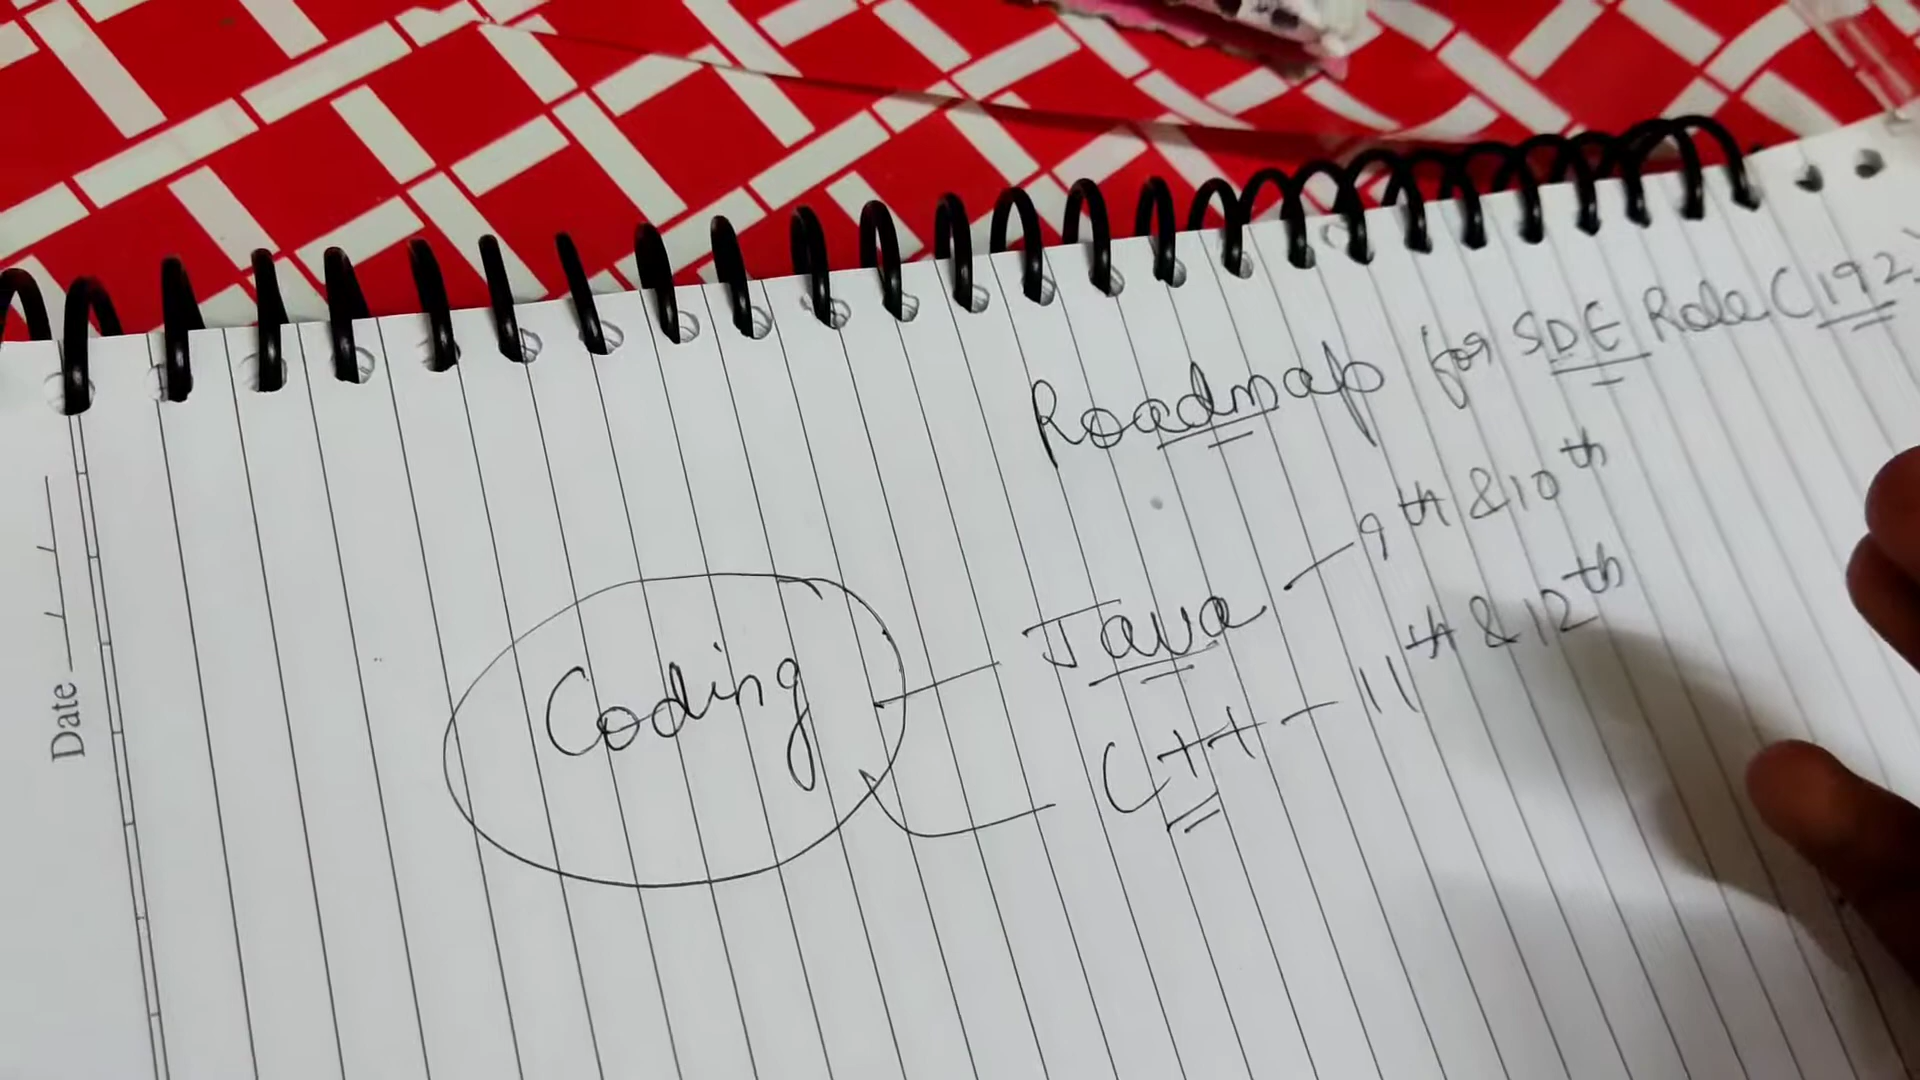 Roadmap for SDE Role (192)
Java - 9th & 10th
Coding
C++ - 11th & 12th
Date